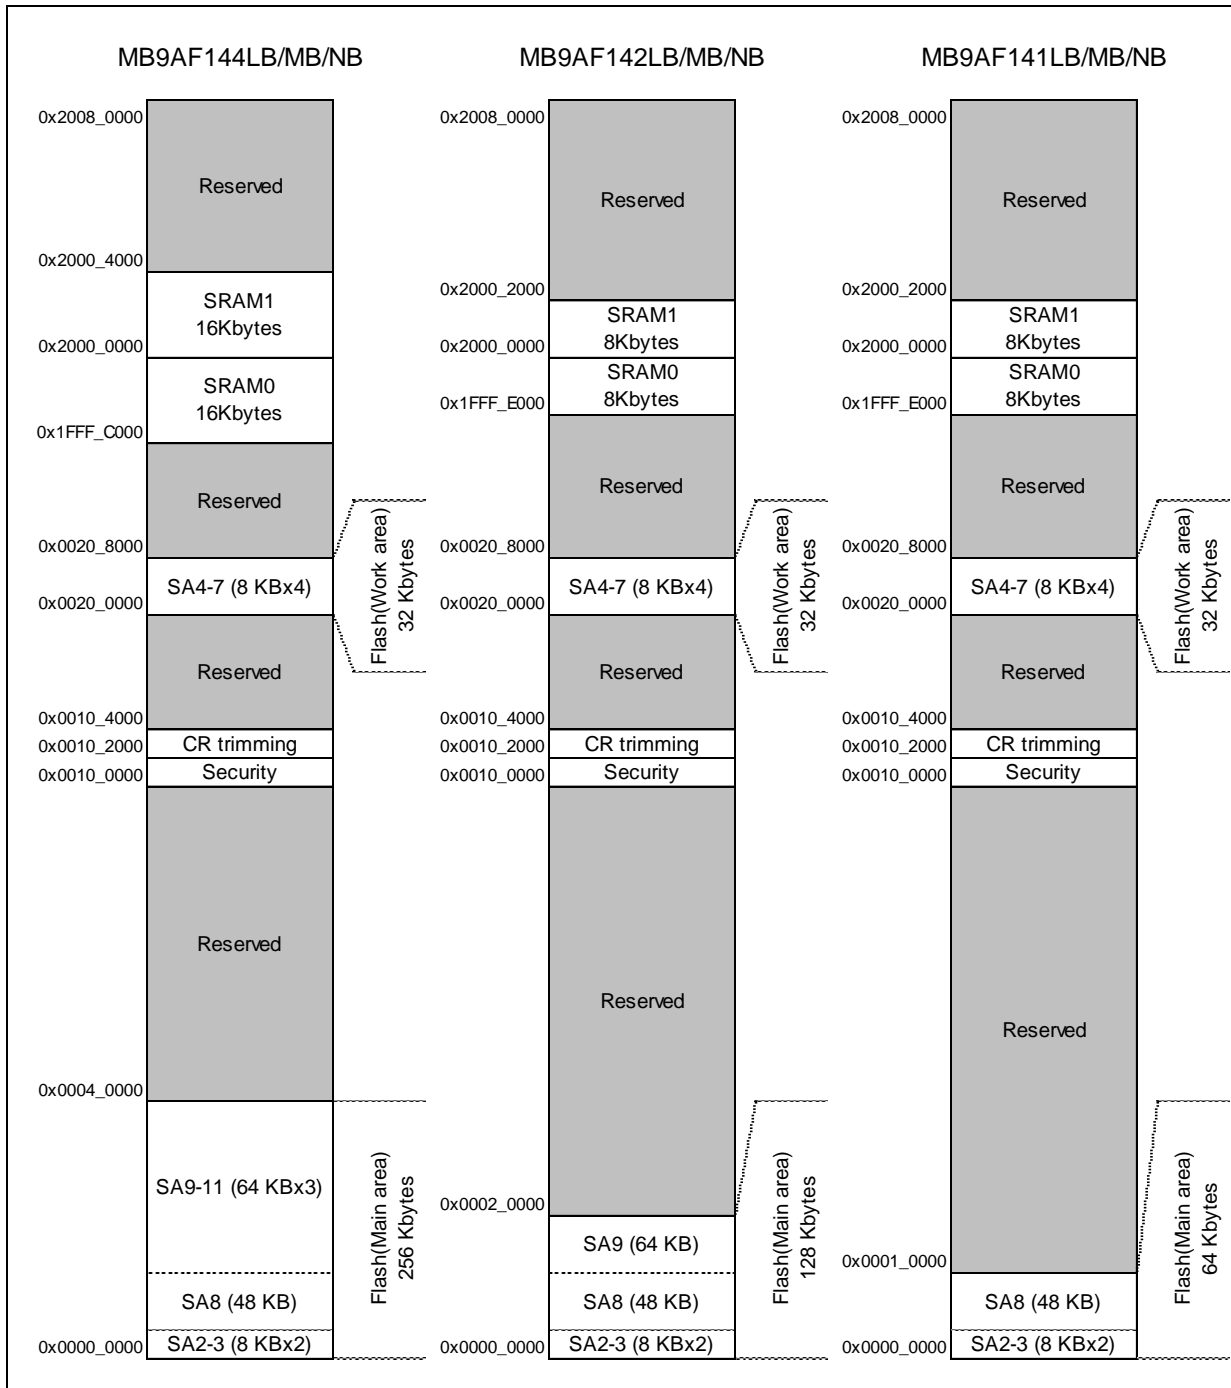 MB9AF144LB/MB/NB
0x2008_0000
Reserved
0x2000_4000
SRAM1
16Kbytes
0x2000_0000
SRAM0
16Kbytes
0x1FFF_C000
Reserved
0x0020_8000
SA4-7 (8 KBx4)
0x0020_0000
Flash(Work area)
32 Kbytes
Reserved
0x0010_4000
CR trimming
0x0010_2000
Security
0x0010_0000
Reserved
0x0004_0000
SA9-11 (64 KBx3)
SA8 (48 KB)
SA2-3 (8 KBx2)
0x0000_0000
Flash(Main area)
256 Kbytes
MB9AF142LB/MB/NB
0x2008_0000
Reserved
0x2000_2000
SRAM1
8Kbytes
0x2000_0000
SRAM0
8Kbytes
0x1FFF_E000
Reserved
0x0020_8000
SA4-7 (8 KBx4)
0x0020_0000
Flash(Work area)
32 Kbytes
Reserved
0x0010_4000
CR trimming
0x0010_2000
Security
0x0010_0000
Reserved
0x0002_0000
SA9 (64 KB)
SA8 (48 KB)
SA2-3 (8 KBx2)
0x0000_0000
Flash(Main area)
128 Kbytes
MB9AF141LB/MB/NB
0x2008_0000
Reserved
0x2000_2000
SRAM1
8Kbytes
0x2000_0000
SRAM0
8Kbytes
0x1FFF_E000
Reserved
0x0020_8000
SA4-7 (8 KBx4)
0x0020_0000
Flash(Work area)
32 Kbytes
Reserved
0x0010_4000
CR trimming
0x0010_2000
Security
0x0010_0000
Reserved
0x0001_0000
SA8 (48 KB)
SA2-3 (8 KBx2)
0x0000_0000
Flash(Main area)
64 Kbytes